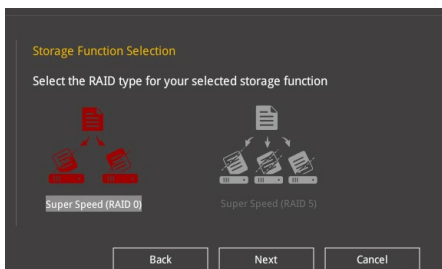 Storage Function Selection
Select the RAID type for your selected storage function
Super Speed (RAID 0)
Super Speed (RAID 5)
Back
Next
Cancel